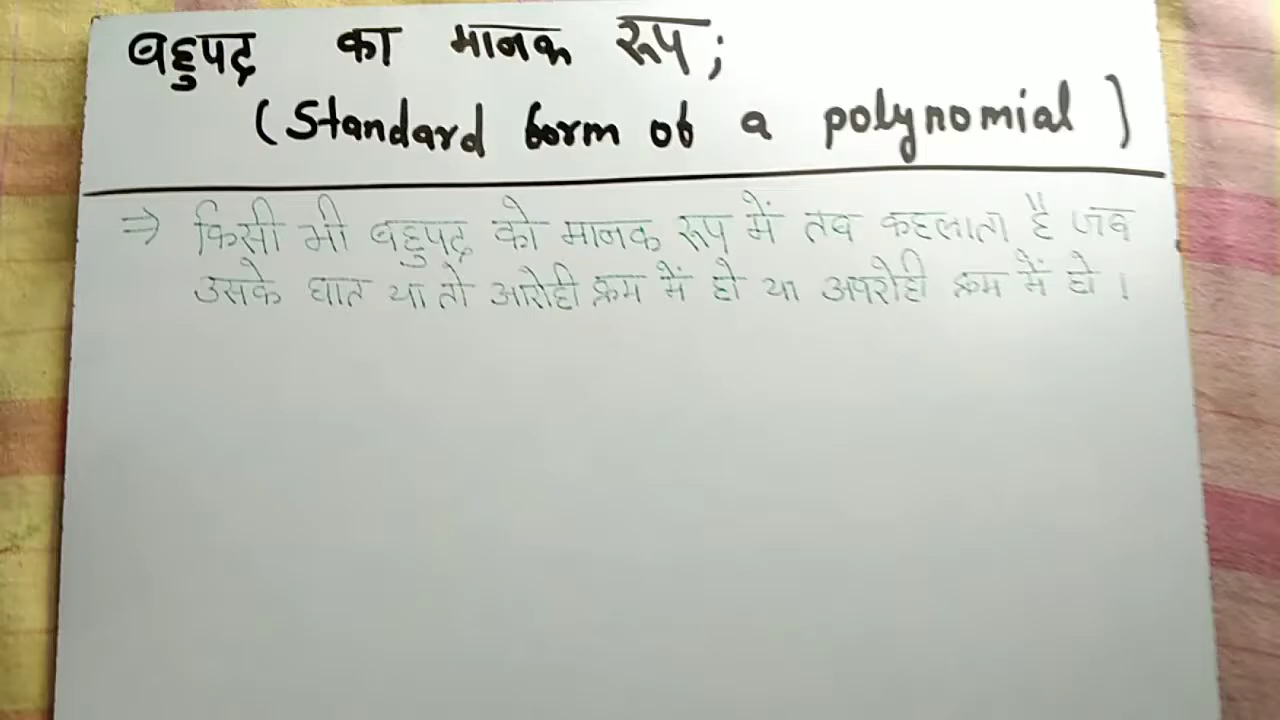 बहुपद का मानक रूप;
(Standard form of a polynomial)
⇒ किसी भी बहुपद को मानक रूप में तब कहलाता है जब
उसके घात या तो आरोही क्रम में हो या अवरोही क्रम में हो।